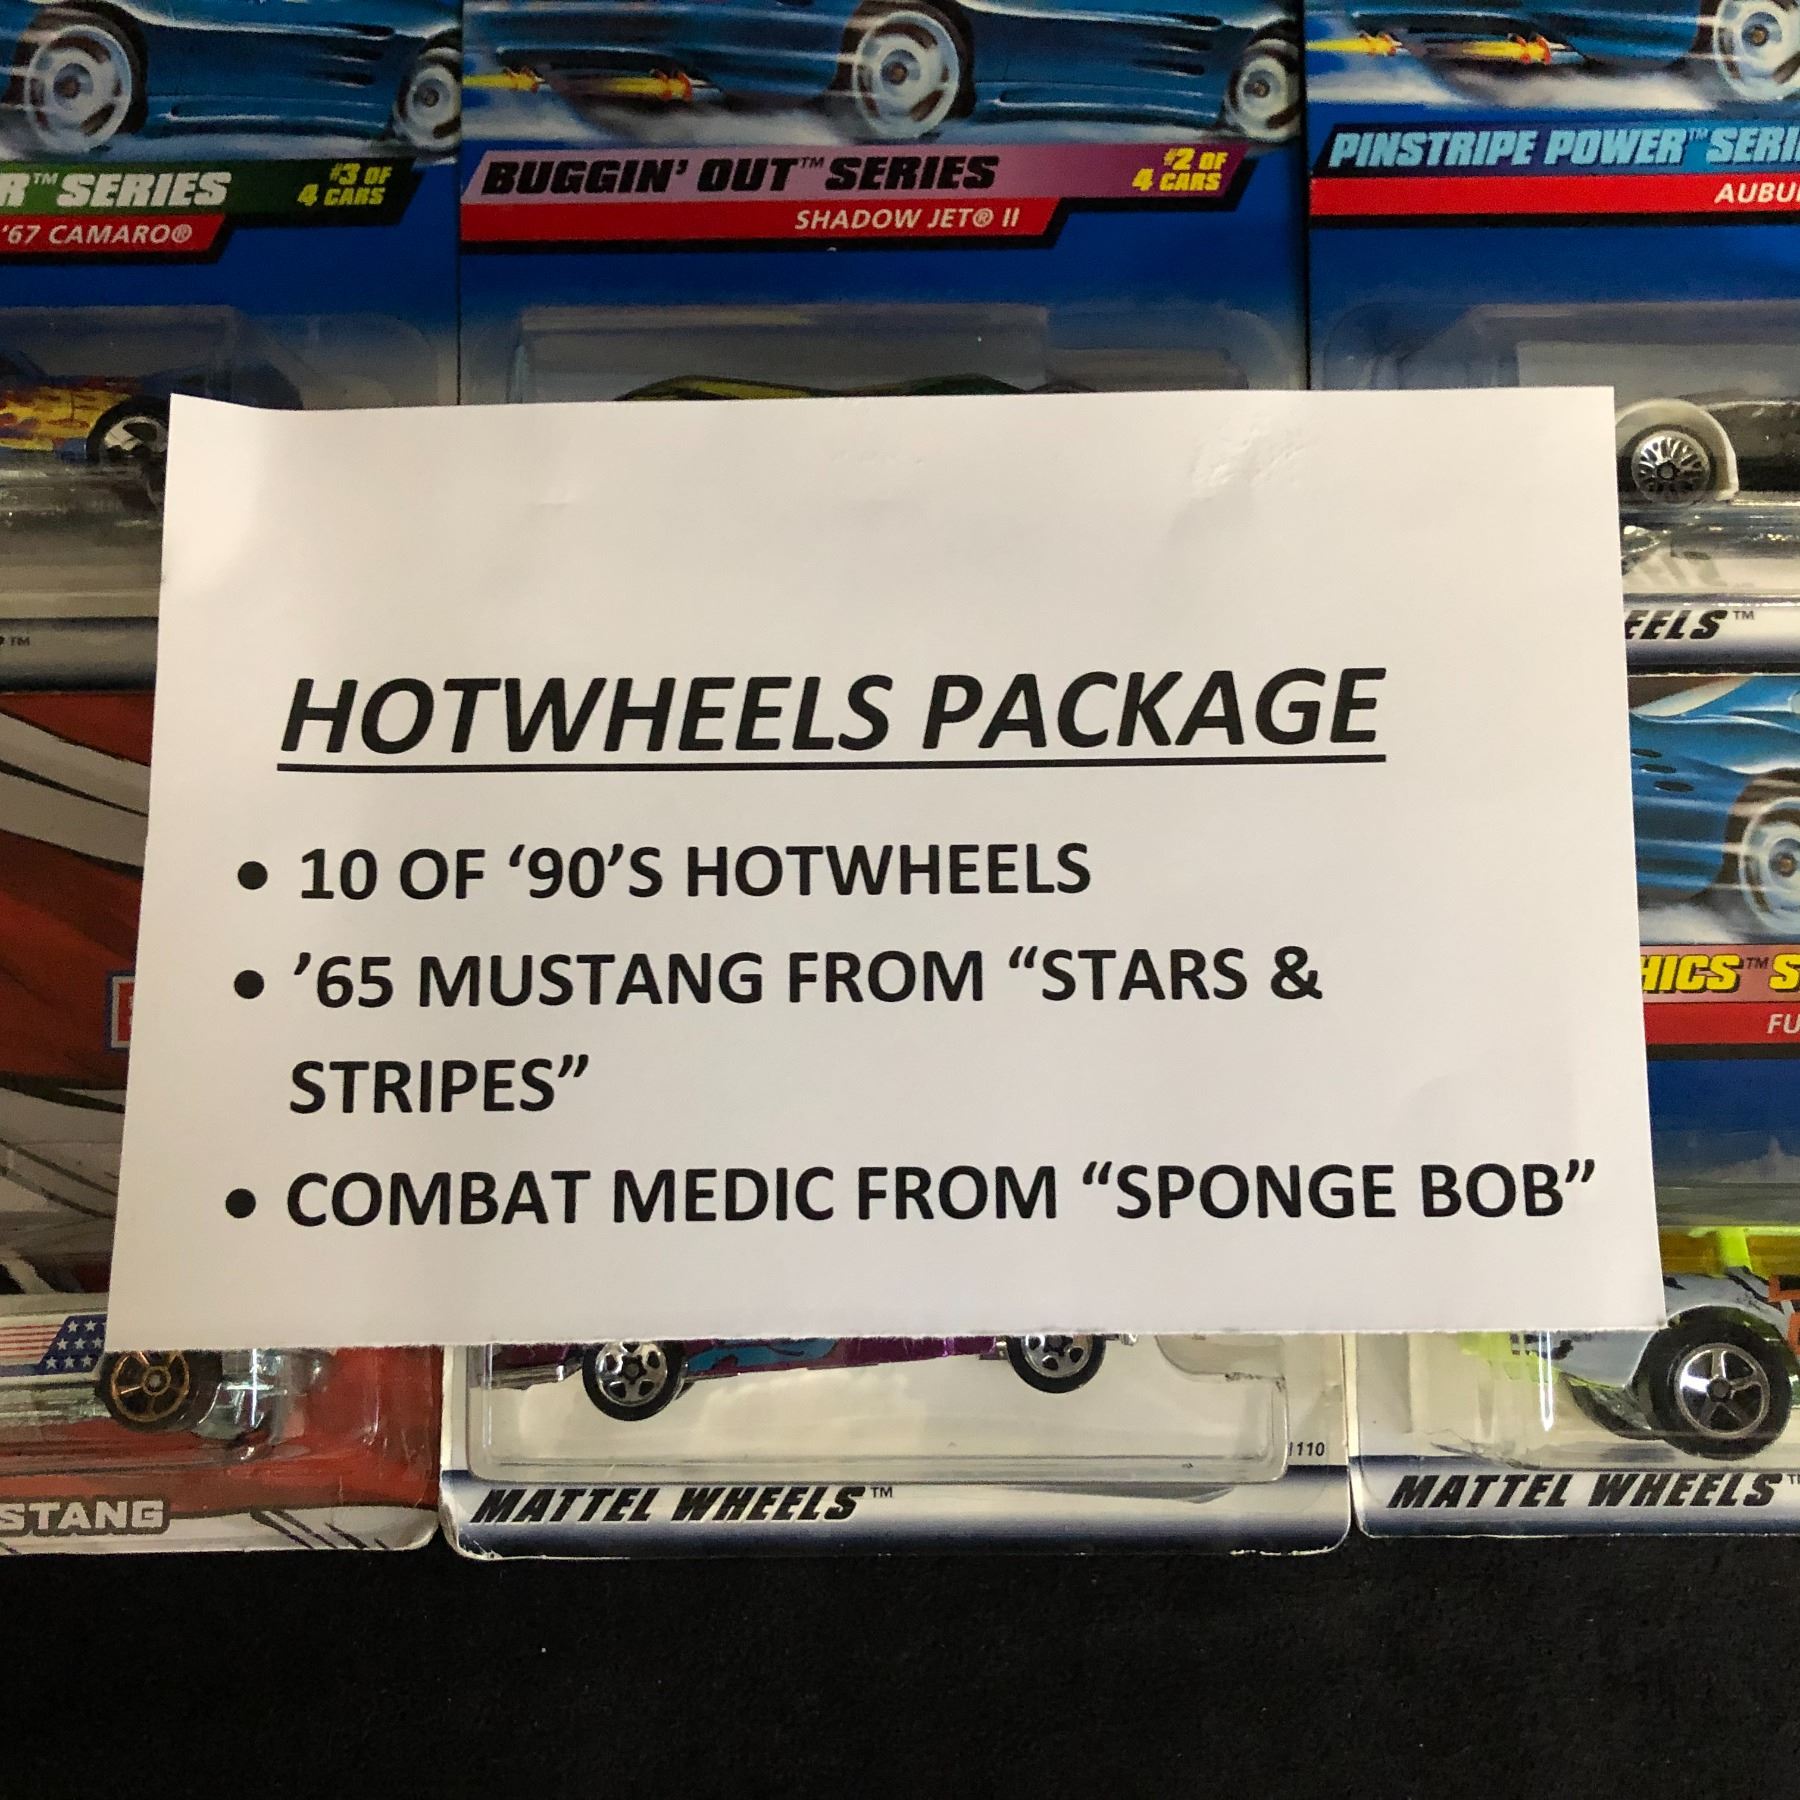 R™ SERIES #3 OF 4 CARS
'67 CAMARO®
BUGGIN' OUT™ SERIES #2 OF 4 CARS
SHADOW JET® II
PINSTRIPE POWER™ SERI
AUBU
TM
EELS™
HOTWHEELS PACKAGE
• 10 OF ‘90’S HOTWHEELS
• ’65 MUSTANG FROM “STARS &
STRIPES”
• COMBAT MEDIC FROM “SPONGE BOB”
HICS™ S
FU
STANG
1110
MATTEL WHEELS™
MATTEL WHEELS™